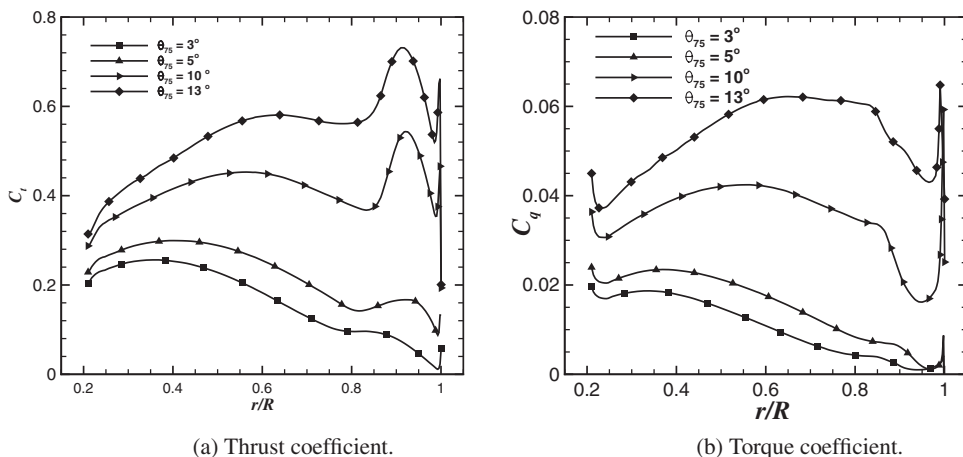 0.8
0.6
0.4
0.2
0
C_t
θ₇₅ = 3°
θ₇₅ = 5°
θ₇₅ = 10 °
θ₇₅ = 13 °
0.2 0.4 0.6 0.8 1
r/R
(a) Thrust coefficient.
0.08
0.06
0.04
0.02
0
C_q
θ₇₅ = 3°
θ₇₅ = 5°
θ₇₅ = 10°
θ₇₅ = 13°
0.2 0.4 0.6 0.8 1
r/R
(b) Torque coefficient.